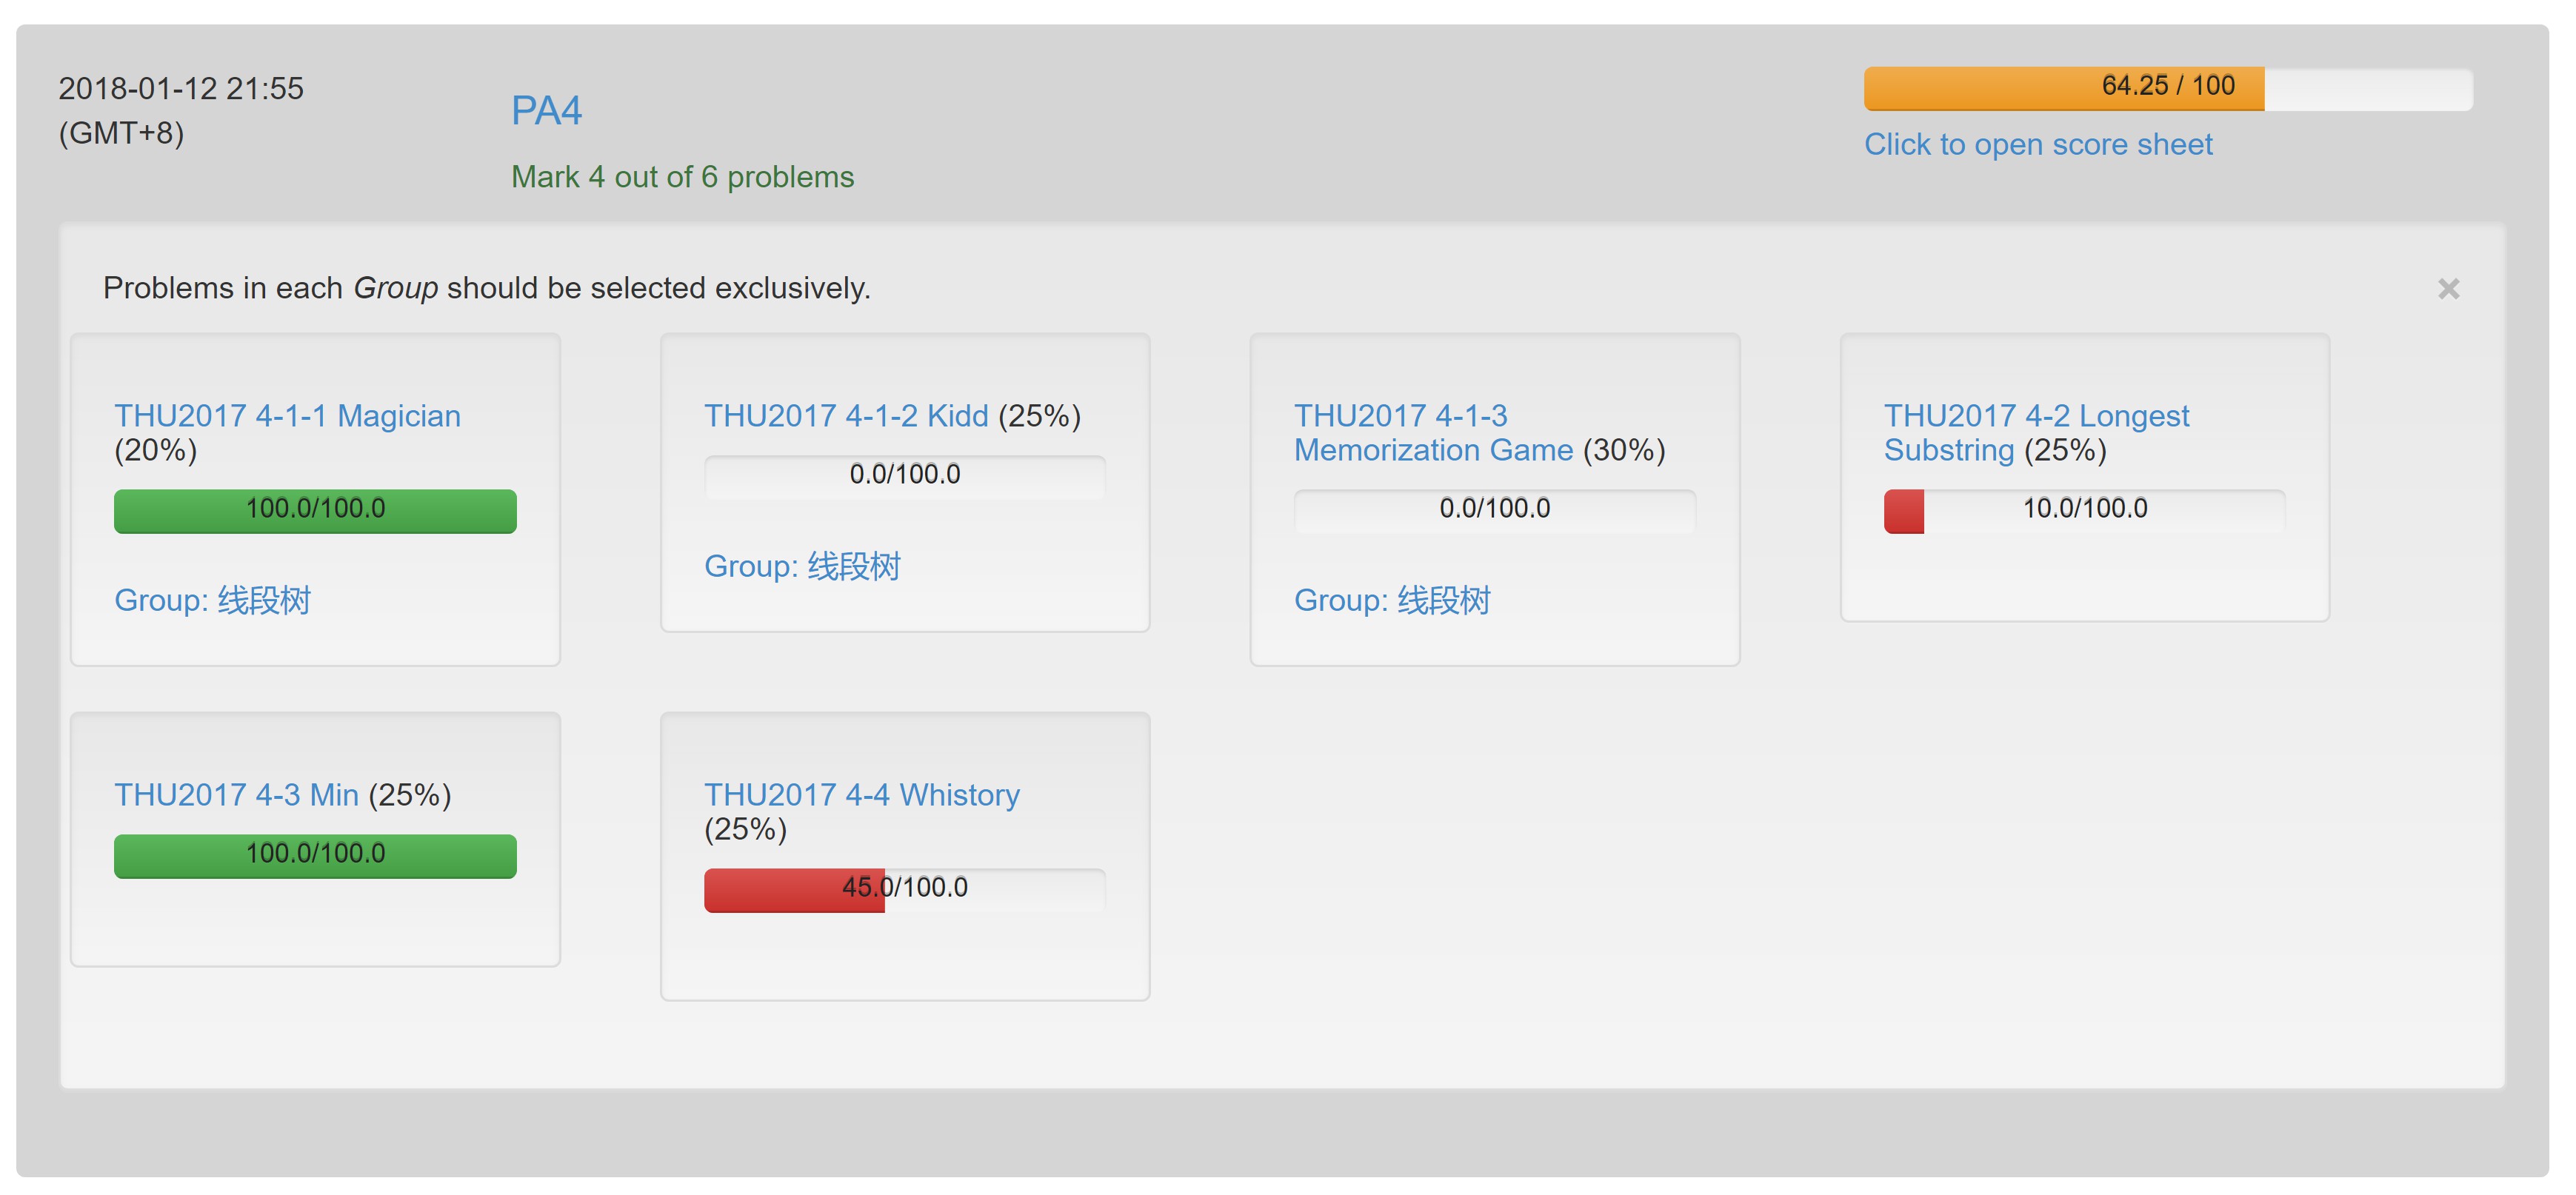 2018-01-12 21:55
(GMT+8)
PA4
Mark 4 out of 6 problems
64.25 / 100
Click to open score sheet
Problems in each Group should be selected exclusively.
×
THU2017 4-1-1 Magician
(20%)
100.0/100.0
Group: 线段树
THU2017 4-1-2 Kidd (25%)
0.0/100.0
Group: 线段树
THU2017 4-1-3
Memorization Game (30%)
0.0/100.0
Group: 线段树
THU2017 4-2 Longest
Substring (25%)
10.0/100.0
THU2017 4-3 Min (25%)
100.0/100.0
THU2017 4-4 Whistory
(25%)
45.0/100.0